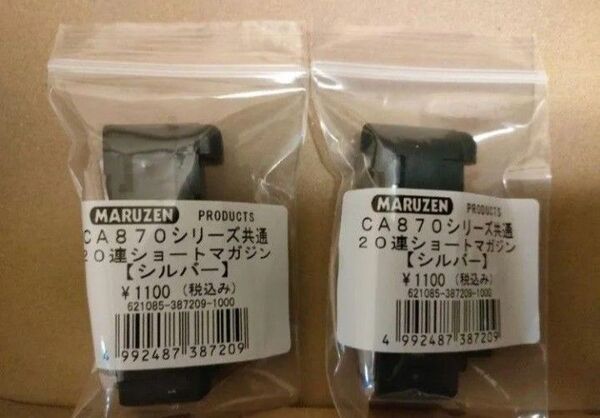 MARUZEN PRODUCTS
CA870シリーズ共通
20連ショートマガジン
【シルバー】
¥1100（税込み）
621085-387209-1000
4 992487 387209
MARUZEN PRODUCTS
CA870シリーズ共通
20連ショートマガジン
【シルバー】
¥1100（税込み）
621085-387209-1000
4 992487 387209